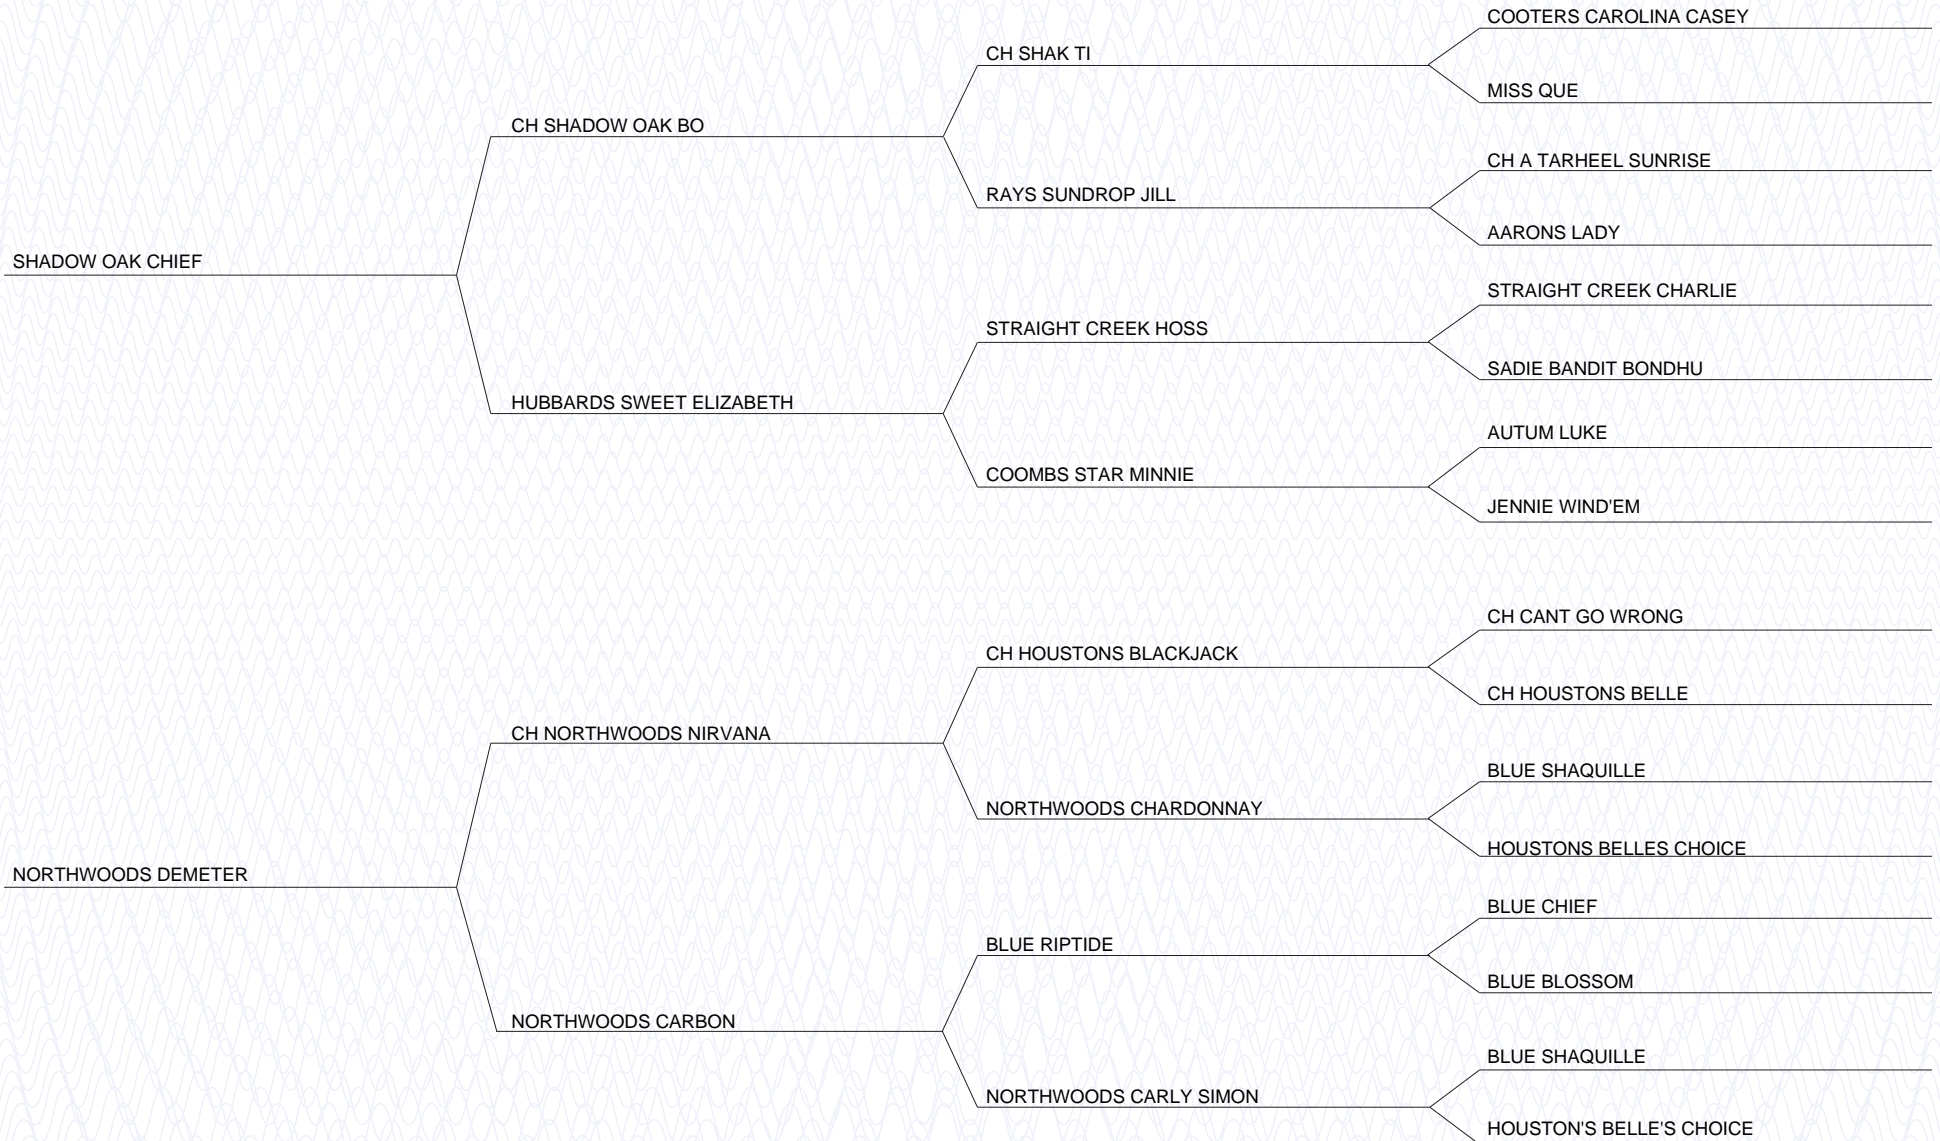 COOTERS CAROLINA CASEY
CH SHAK TI
MISS QUE
CH SHADOW OAK BO
CH A TARHEEL SUNRISE
RAYS SUNDROP JILL
AARONS LADY
SHADOW OAK CHIEF
STRAIGHT CREEK CHARLIE
STRAIGHT CREEK HOSS
SADIE BANDIT BONDHU
HUBBARDS SWEET ELIZABETH
AUTUM LUKE
COOMBS STAR MINNIE
JENNIE WIND'EM
CH CANT GO WRONG
CH HOUSTONS BLACKJACK
CH HOUSTONS BELLE
CH NORTHWOODS NIRVANA
BLUE SHAQUILLE
NORTHWOODS CHARDONNAY
HOUSTONS BELLES CHOICE
NORTHWOODS DEMETER
BLUE CHIEF
BLUE RIPTIDE
BLUE BLOSSOM
NORTHWOODS CARBON
BLUE SHAQUILLE
NORTHWOODS CARLY SIMON
HOUSTON'S BELLE'S CHOICE